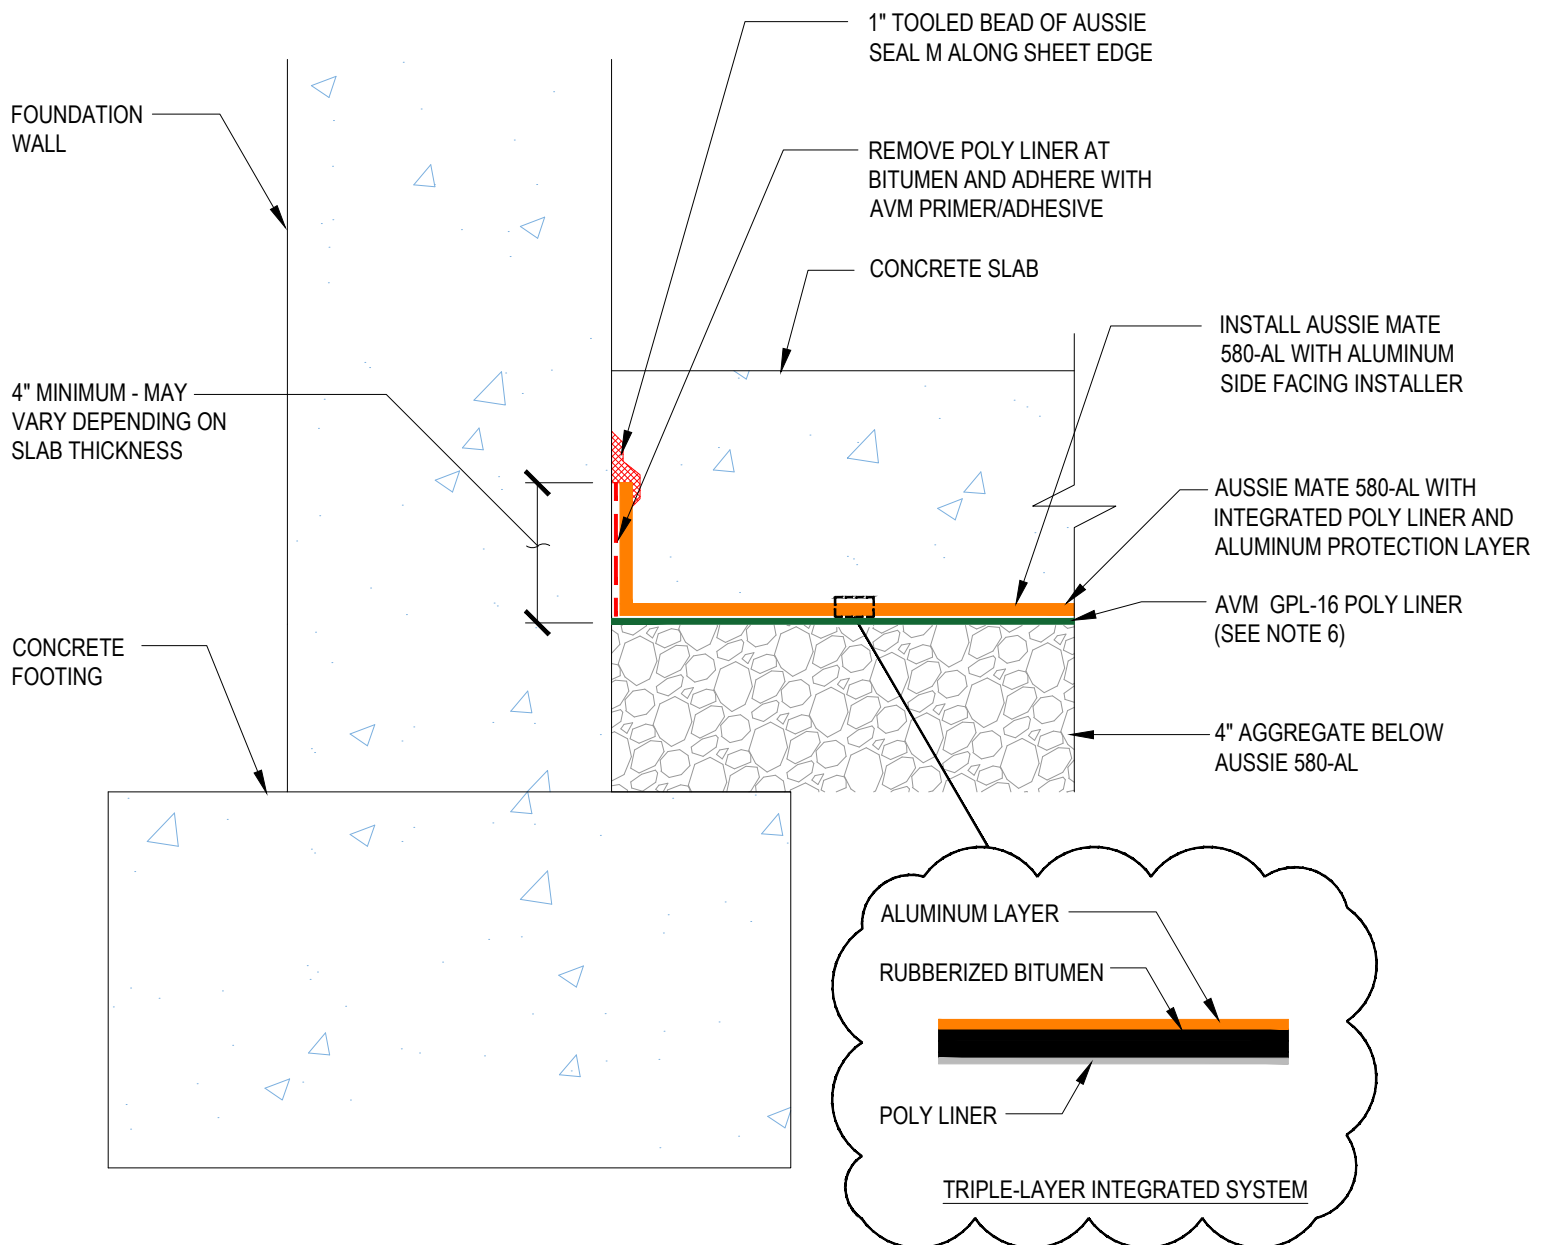 1" TOOLED BEAD OF AUSSIE
SEAL M ALONG SHEET EDGE
FOUNDATION
WALL
REMOVE POLY LINER AT
BITUMEN AND ADHERE WITH
AVM PRIMER/ADHESIVE
CONCRETE SLAB
INSTALL AUSSIE MATE
580-AL WITH ALUMINUM
SIDE FACING INSTALLER
4" MINIMUM - MAY
VARY DEPENDING ON
SLAB THICKNESS
AUSSIE MATE 580-AL WITH
INTEGRATED POLY LINER AND
ALUMINUM PROTECTION LAYER
AVM GPL-16 POLY LINER
(SEE NOTE 6)
CONCRETE
FOOTING
4" AGGREGATE BELOW
AUSSIE 580-AL
ALUMINUM LAYER
RUBBERIZED BITUMEN
POLY LINER
TRIPLE-LAYER INTEGRATED SYSTEM